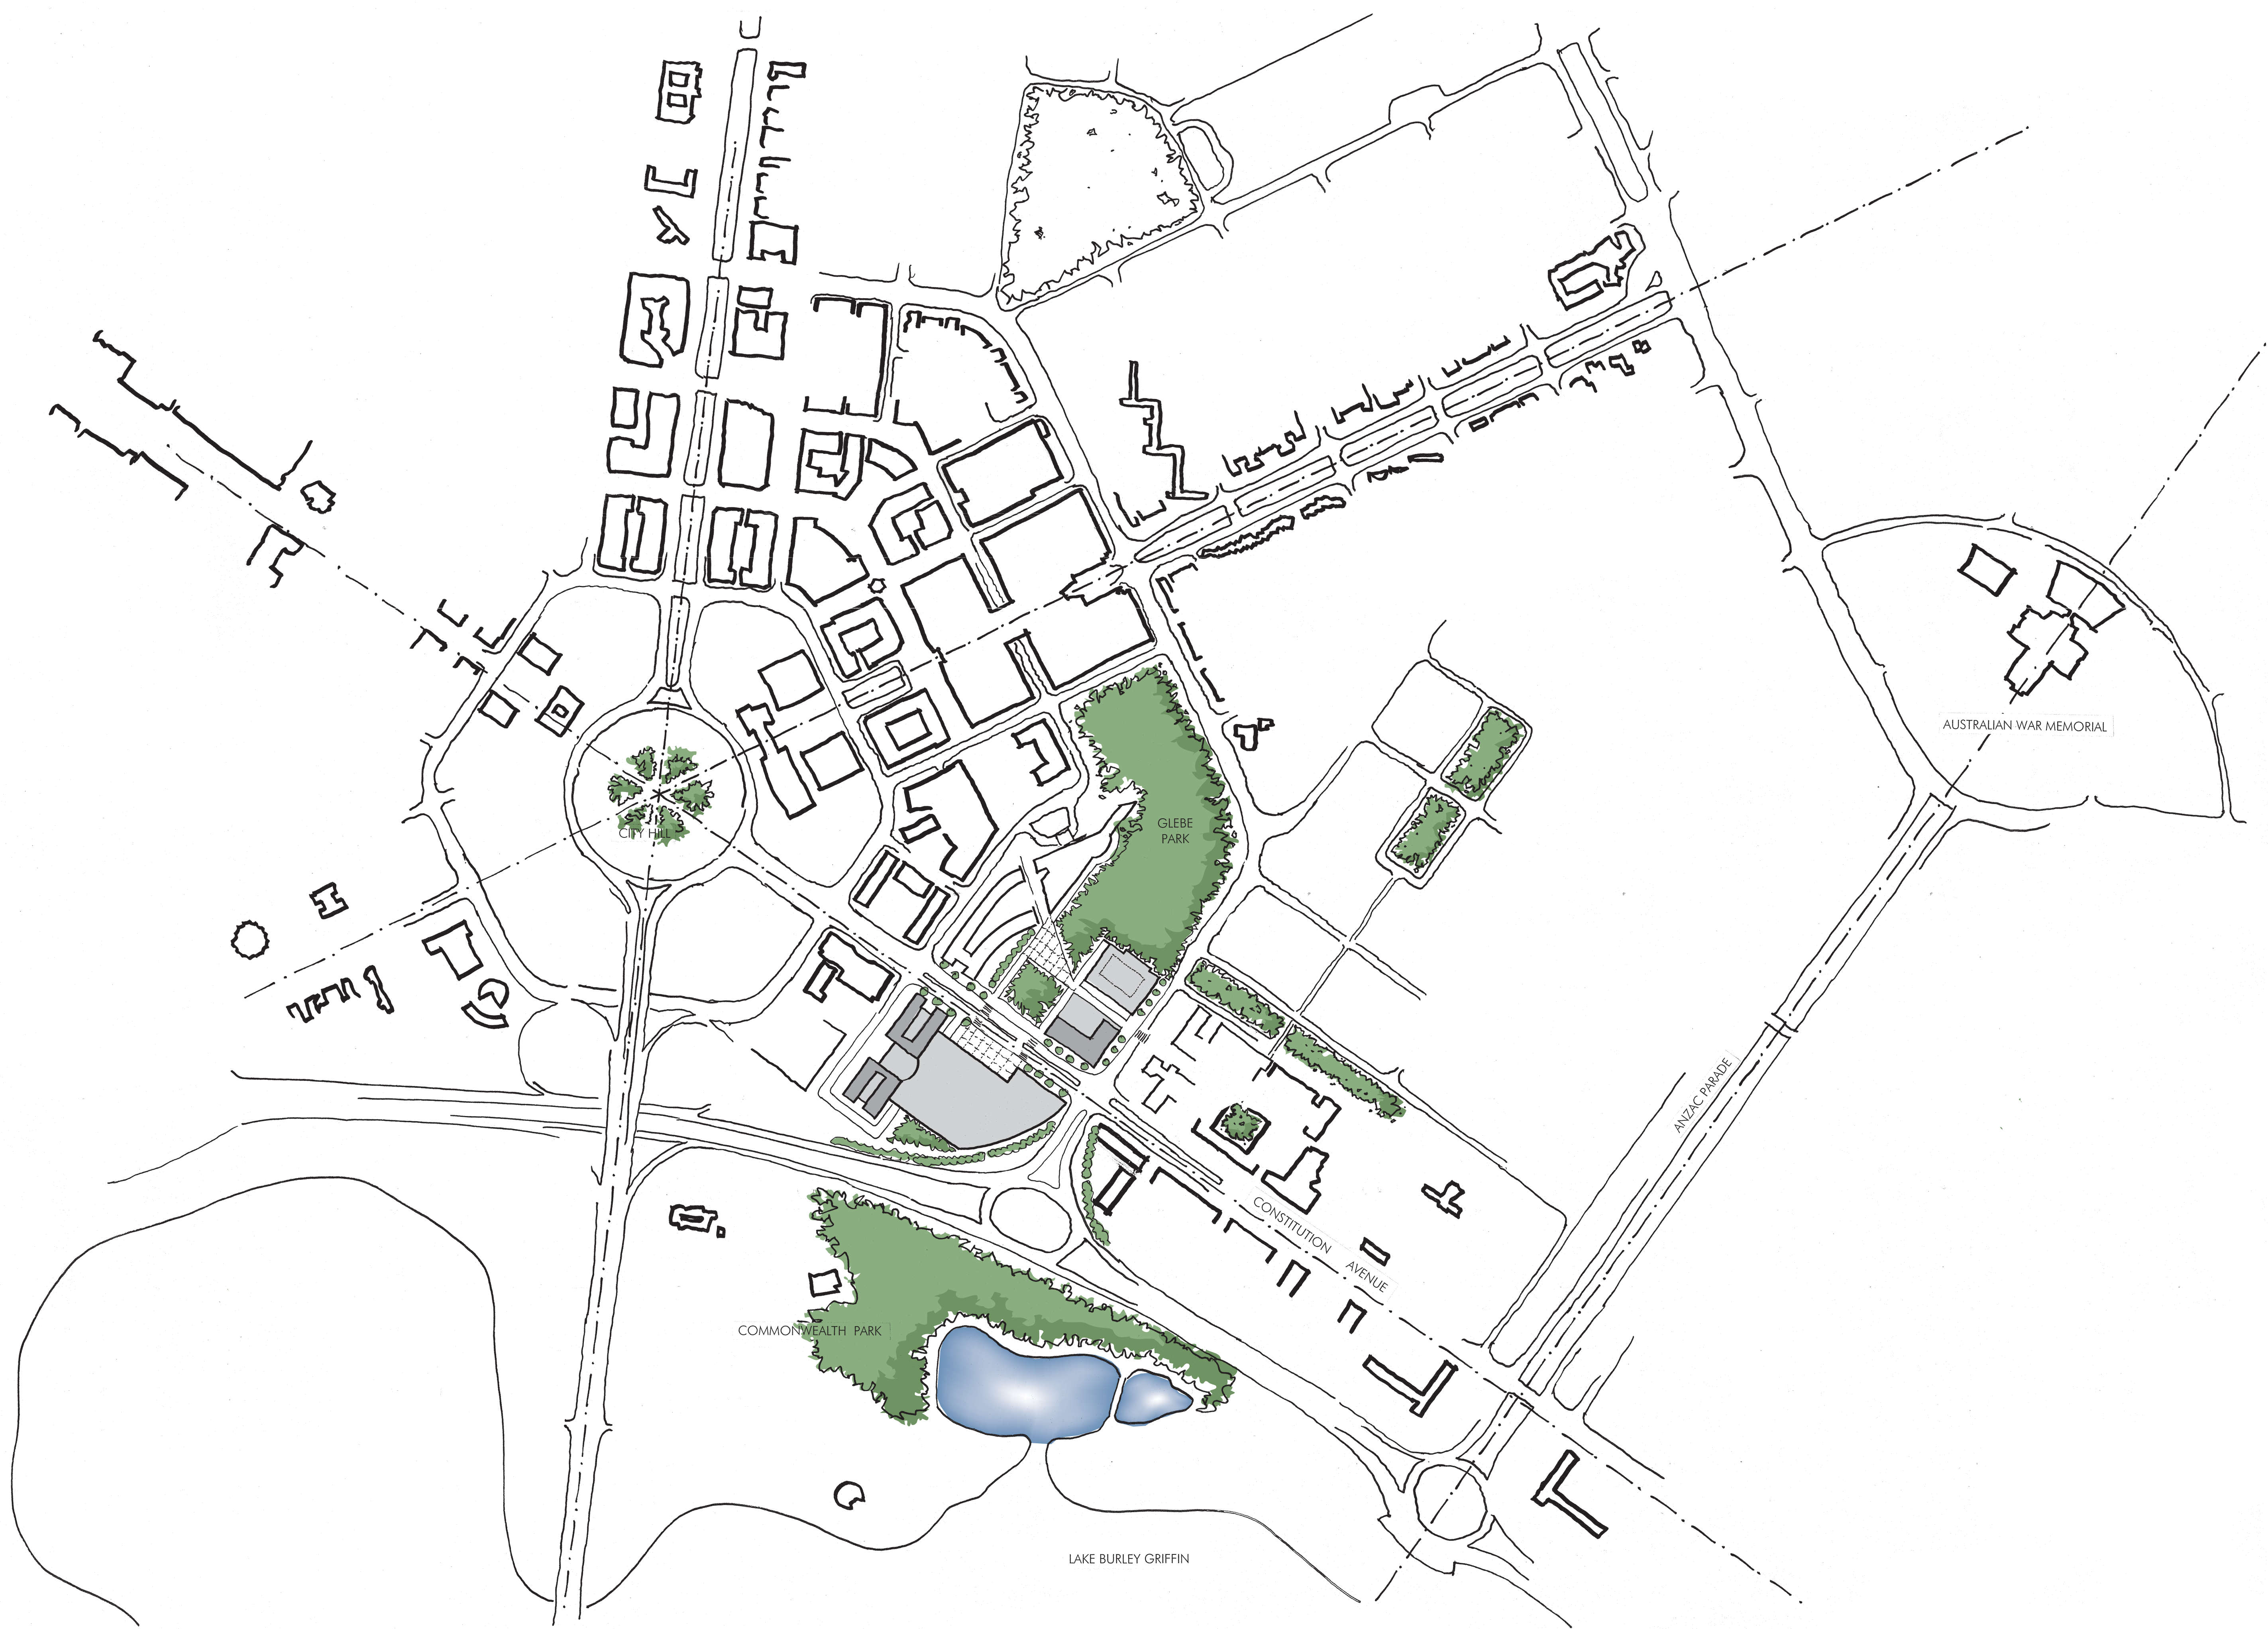 AUSTRALIAN WAR MEMORIAL
GLEBE
PARK
CITY HILL
ANZAC PARADE
CONSTITUTION
AVENUE
COMMONWEALTH PARK
LAKE BURLEY GRIFFIN